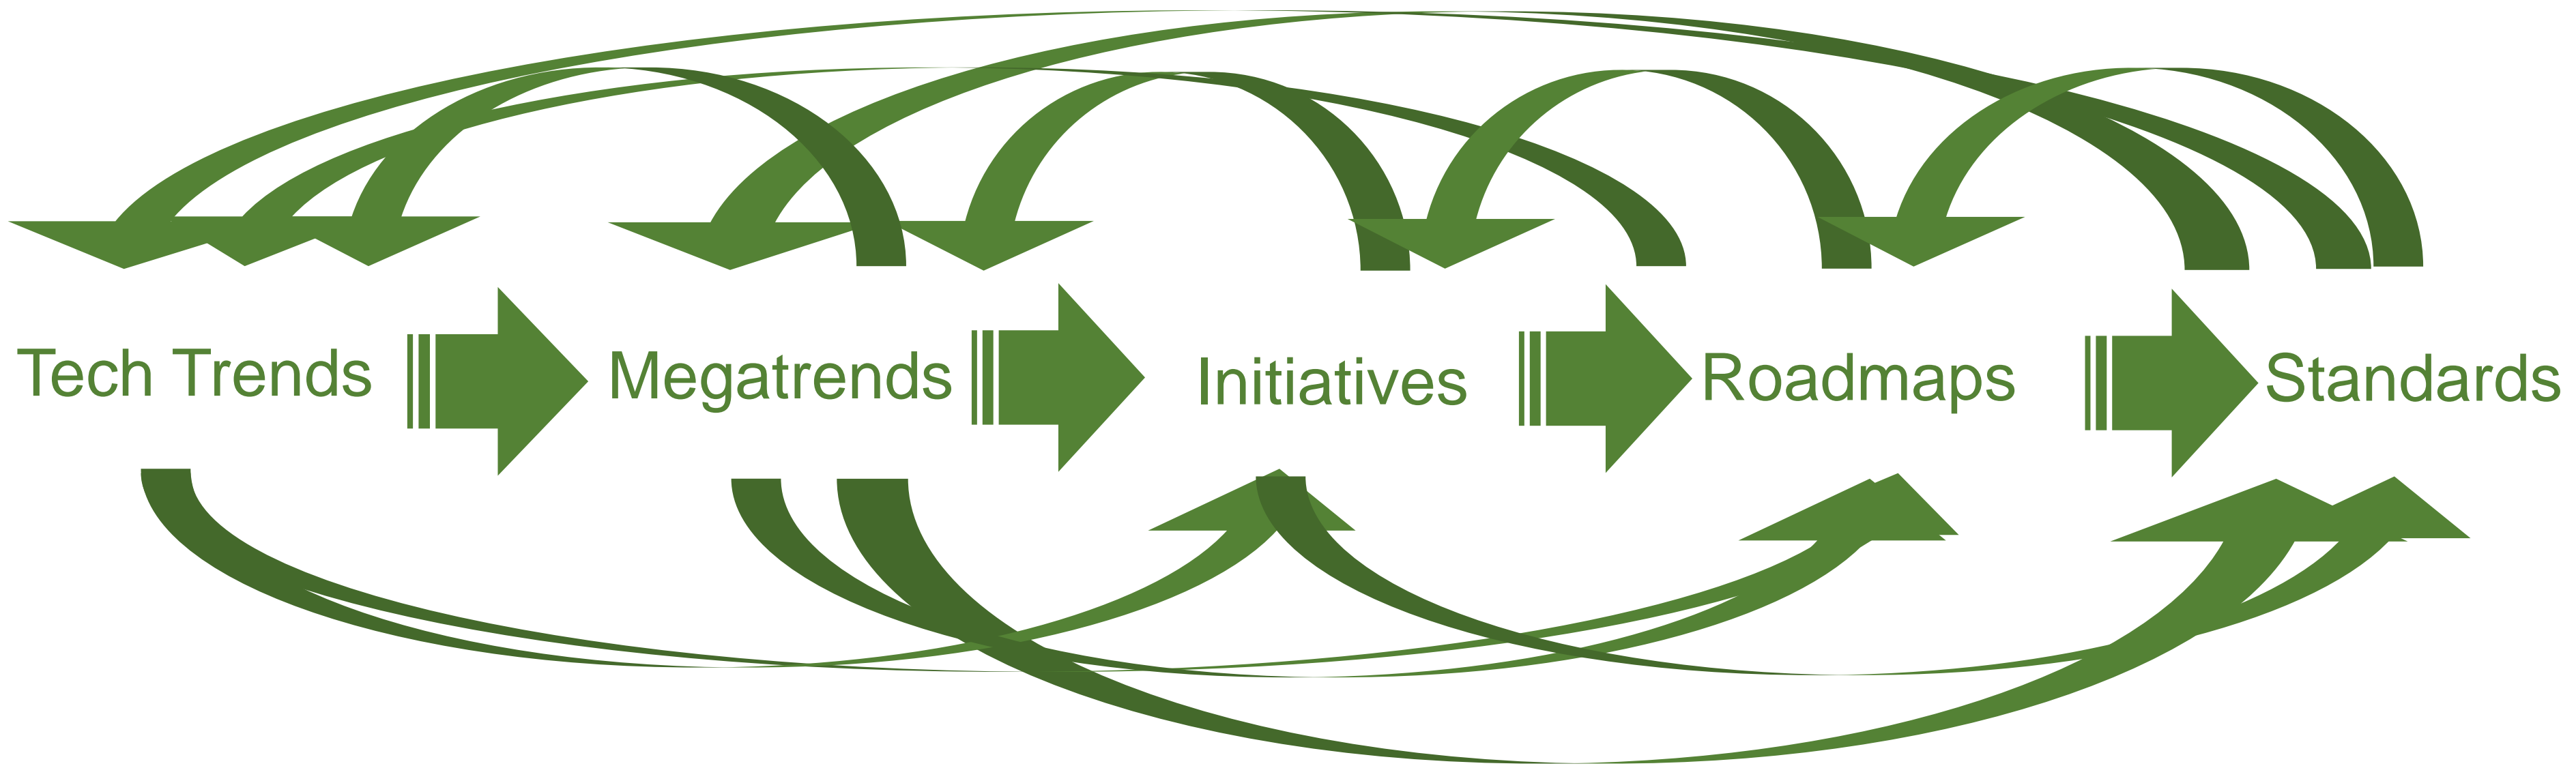 Tech Trends
Megatrends
Initiatives
Roadmaps
Standards